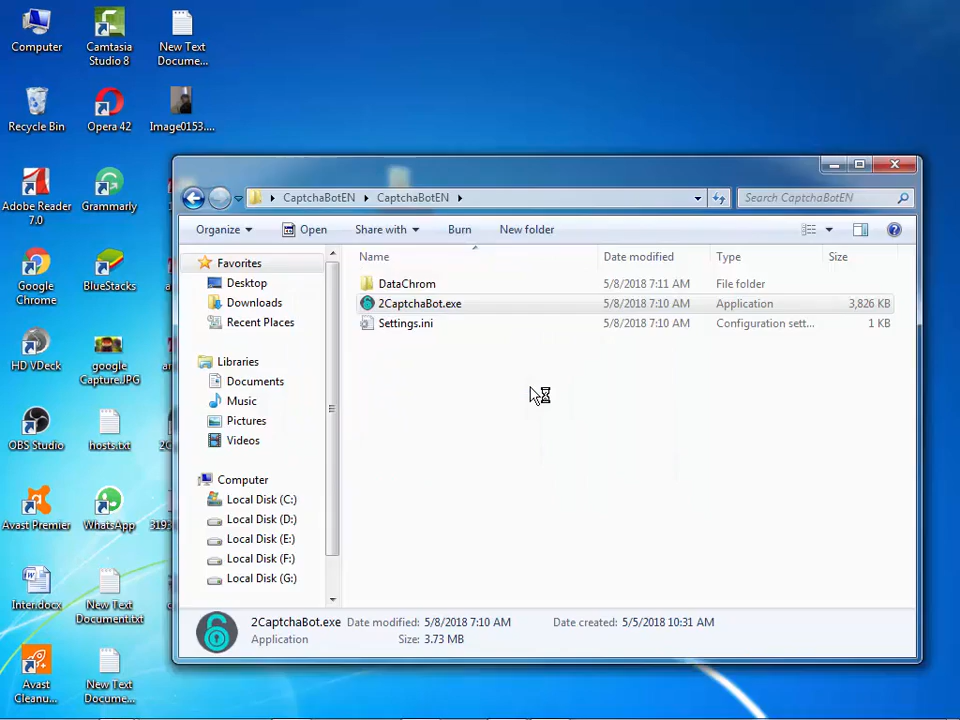 Computer
Camtasia
Studio 8
New Text
Docume...
Recycle Bin
Opera 42
Image0153....
Adobe Reader
7.0
Grammarly
Google
Chrome
BlueStacks
HD VDeck
google
Capture.JPG
OBS Studio
hosts.txt
Avast Premier
WhatsApp
Inter.docx
New Text
Document.txt
Avast
Cleanu...
New Text
Docume...
CaptchaBotEN
CaptchaBotEN
Search CaptchaBotEN
Organize
Open
Share with
Burn
New folder
Name
Date modified
Type
Size
Favorites
Desktop
Downloads
Recent Places
Libraries
Documents
Music
Pictures
Videos
Computer
Local Disk (C:)
Local Disk (D:)
Local Disk (E:)
Local Disk (F:)
Local Disk (G:)
DataChrom 5/8/2018 7:11 AM File folder
2CaptchaBot.exe 5/8/2018 7:10 AM Application 3,826 KB
Settings.ini 5/8/2018 7:10 AM Configuration sett... 1 KB
2CaptchaBot.exe Date modified: 5/8/2018 7:10 AM Date created: 5/5/2018 10:31 AM
Application Size: 3.73 MB